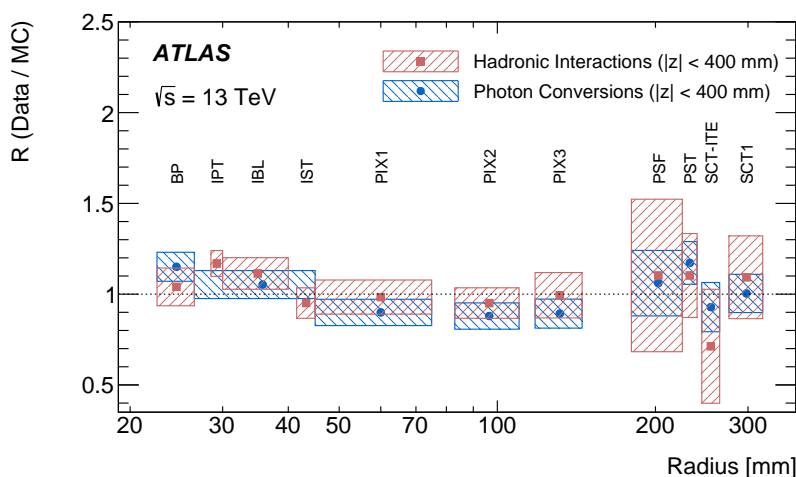 R (Data / MC)
2.5
2
1.5
1
0.5
ATLAS
√s = 13 TeV
Hadronic Interactions (|z| < 400 mm)
Photon Conversions (|z| < 400 mm)
BP
IPT
IBL
IST
PIX1
PIX2
PIX3
PSF
PST
SCT-ITE
SCT1
20 30 40 50 70 100 200 300
Radius [mm]